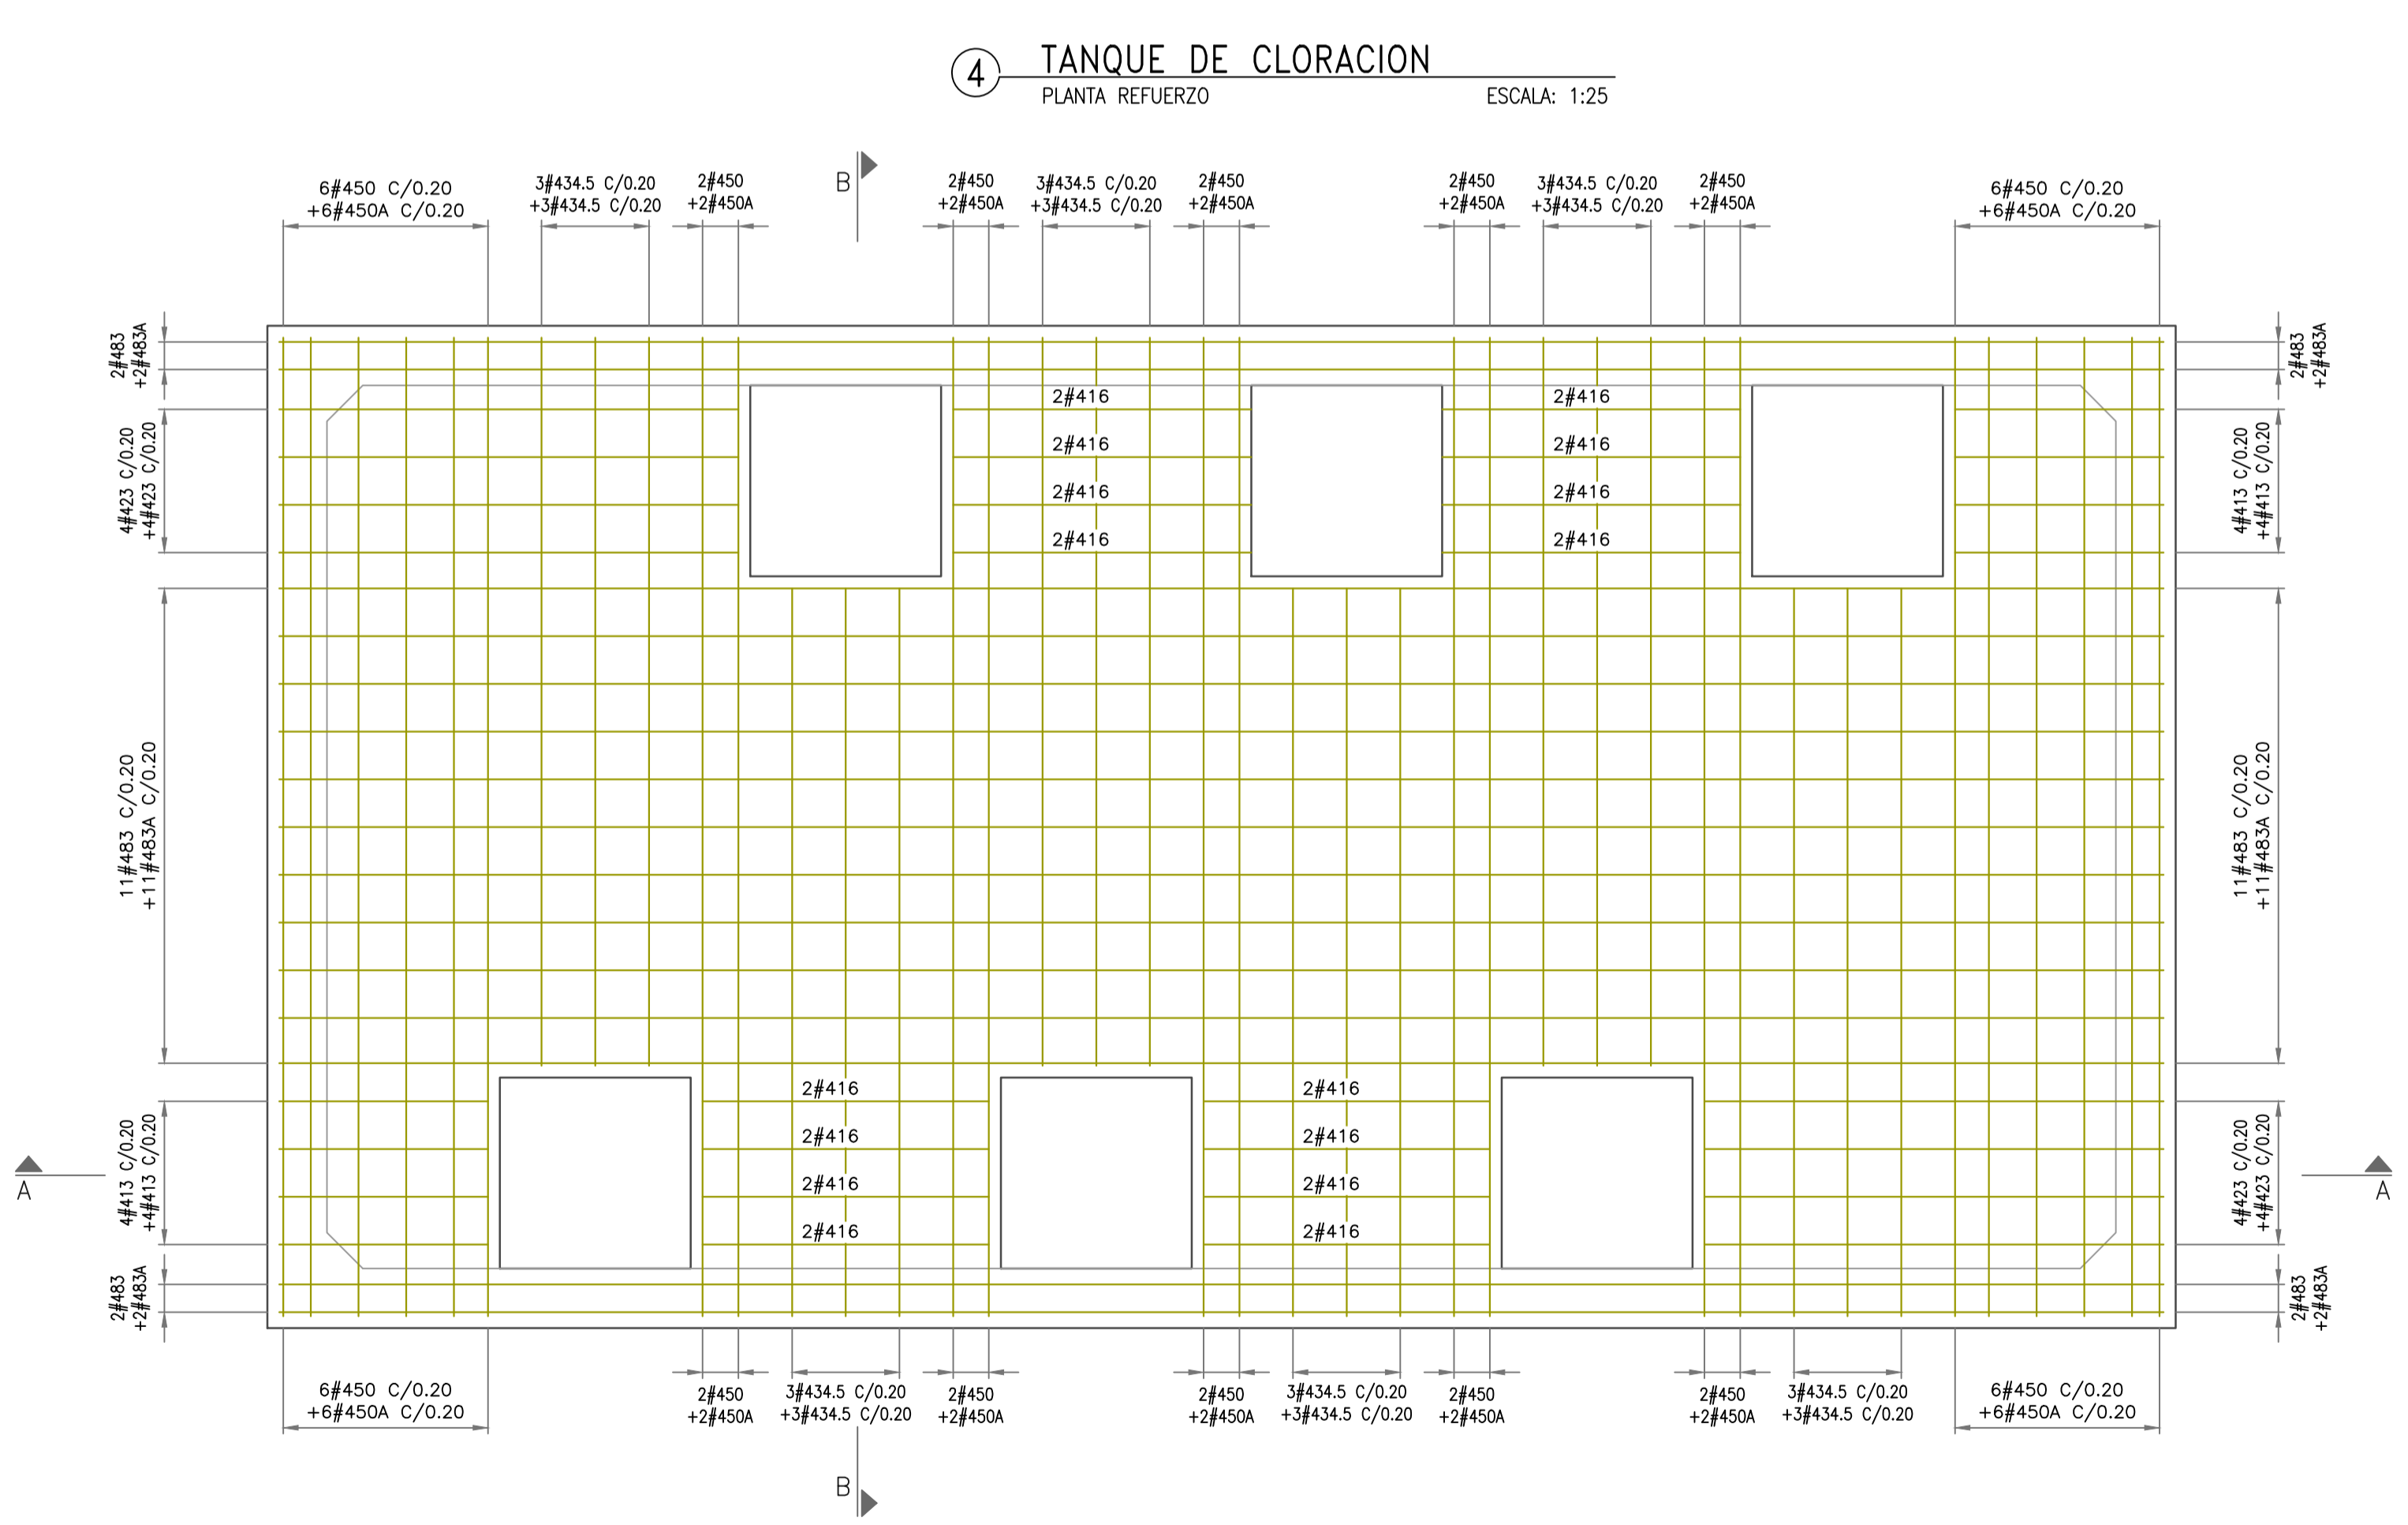 4
TANQUE DE CLORACION
PLANTA REFUERZO
ESCALA: 1:25
6#450 C/0.20
+6#450A C/0.20
3#434.5 C/0.20
+3#434.5 C/0.20
2#450
+2#450A
B
2#450
+2#450A
3#434.5 C/0.20
+3#434.5 C/0.20
2#450
+2#450A
2#450
+2#450A
3#434.5 C/0.20
+3#434.5 C/0.20
2#450
+2#450A
6#450 C/0.20
+6#450A C/0.20
2#483
+2#483A
2#483
+2#483A
4#423 C/0.20
+4#423 C/0.20
2#416
2#416
2#416
2#416
2#416
2#416
2#416
2#416
4#413 C/0.20
+4#413 C/0.20
11#483 C/0.20
+11#483A C/0.20
11#483 C/0.20
+11#483A C/0.20
4#413 C/0.20
+4#413 C/0.20
2#416
2#416
2#416
2#416
2#416
2#416
2#416
2#416
4#423 C/0.20
+4#423 C/0.20
A
A
2#483
+2#483A
2#483
+2#483A
6#450 C/0.20
+6#450A C/0.20
2#450
+2#450A
3#434.5 C/0.20
+3#434.5 C/0.20
2#450
+2#450A
2#450
+2#450A
3#434.5 C/0.20
+3#434.5 C/0.20
2#450
+2#450A
2#450
+2#450A
3#434.5 C/0.20
+3#434.5 C/0.20
6#450 C/0.20
+6#450A C/0.20
B